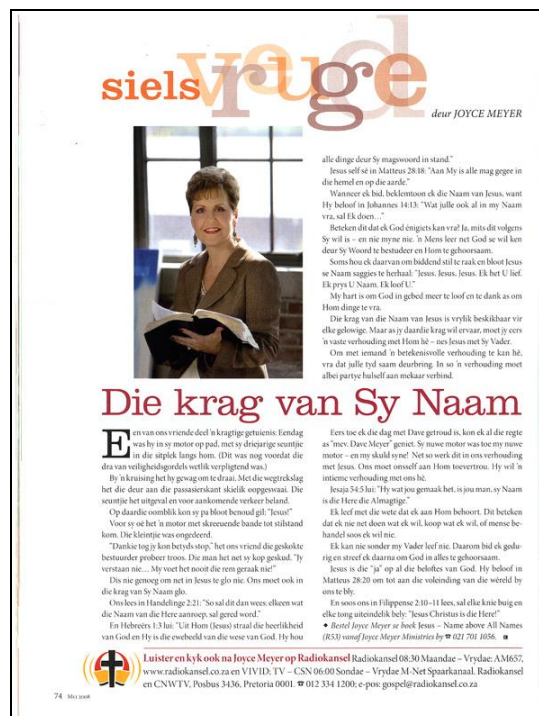 siels vreugde
deur JOYCE MEYER
alle dinge deur Sy magswoord in stand."
Jesus self sê in Matteus 28:18: "Aan My is alle mag gegee in
die hemel en op die aarde."
Wanneer ek bid, beklemtoon ek die Naam van Jesus, want
Hy beloof in Johannes 14:13: "Wat julle ook al in my Naam
vra, sal Ek doen…"
Beteken dit dat ek God énigiets kan vra? Ja, mits dit volgens
Sy wil is – en nie myne nie. 'n Mens leer net God se wil ken
deur Sy Woord te bestudeer en Hom te gehoorsaam.
Soms hou ek daarvan om biddend stil te raak en bloot Jesus
se Naam saggies te herhaal: "Jesus. Jesus. Jesus. Ek het U lief.
Ek prys U Naam. Ek loof U."
My hart is om God in gebed meer te loof en te dank as om
Hom dinge te vra.
Die krag van die Naam van Jesus is vrylik beskikbaar vir
elke gelowige. Maar as jy daardie krag wil ervaar, moet jy eers
'n vaste verhouding met Hom hê – nes Jesus met Sy Vader.
Om met iemand 'n betekenisvolle verhouding te kan hê,
vra dat julle tyd saam deurbring. In so 'n verhouding moet
albei partye hulself aan mekaar verbind.
Die krag van Sy Naam
Een van ons vriende deel 'n kragtige getuienis: Eendag
was hy in sy motor op pad, met sy driejarige seuntjie
in die sitplek langs hom. (Dit was nog voordat die
dra van veiligheidsgordels wetlik verpligtend was.)
By 'n kruising het hy gewag om te draai. Met die wegtrekslag
het die deur aan die passasierskant skielik oopgeswaai. Die
seuntjie het uitgeval en voor aankomende verkeer beland.
Op daardie oomblik kon sy pa bloot benoud gil: "Jesus!"
Voor sy oë het 'n motor met skreeuende bande tot stilstand
kom. Die kleintjie was ongedeerd.
"Dankie tog jy kon betyds stop," het ons vriend die geskokte
bestuurder probeer troos. Die man het net sy kop geskud. "Jy
verstaan nie… My voet het nooit die rem geraak nie!"
Dis nie genoeg om net in Jesus te glo nie. Ons moet ook in
die krag van Sy Naam glo.
Ons lees in Handelinge 2:21: "So sal dit dan wees: elkeen wat
die Naam van die Here aanroep, sal gered word."
En Hebreërs 1:3 lui: "Uit Hom (Jesus) straal die heerlikheid
van God en Hy is die ewebeeld van die wese van God. Hy hou
Eers toe ek die dag met Dave getroud is, kon ek al die regte
as "mev. Dave Meyer" geniet. Sy nuwe motor was toe my nuwe
motor – en my skuld syne! Net so werk dit in ons verhouding
met Jesus. Ons moet onsself aan Hom toevertrou. Hy wil 'n
intieme verhouding met ons hê.
Jesaja 54:5 lui: "Hy wat jou gemaak het, is jou man, sy Naam
is die Here die Almagtige."
Ek leef met die wete dat ek aan Hom behoort. Dit beteken
dat ek nie net doen wat ek wil, koop wat ek wil, of mense be-
handel soos ek wil nie.
Ek kan nie sonder my Vader leef nie. Daarom bid ek gedu-
rig en streef ek daarna om God in alles te gehoorsaam.
Jesus is die "ja" op al die beloftes van God. Hy beloof in
Matteus 28:20 om tot aan die voleinding van die wêreld by
ons te bly.
En soos ons in Filippense 2:10–11 lees, sal elke knie buig en
elke tong uiteindelik bely: "Jesus Christus is die Here!"
◆ Bestel Joyce Meyer se boek Jesus – Name above All Names
(R53) vanaf Joyce Meyer Ministries by ☎ 021 701 1056.
Luister en kyk ook na Joyce Meyer op Radiokansel Radiokansel 08:30 Maandae – Vrydae: AM657,
www.radiokansel.co.za en VIVID; TV – CSN 06:00 Sondae – Vrydae M-Net Spaarkanaal. Radiokansel
en CNWTV, Posbus 3436, Pretoria 0001. ☎ 012 334 1200; e-pos: gospel@radiokansel.co.za
74 Mei 2008